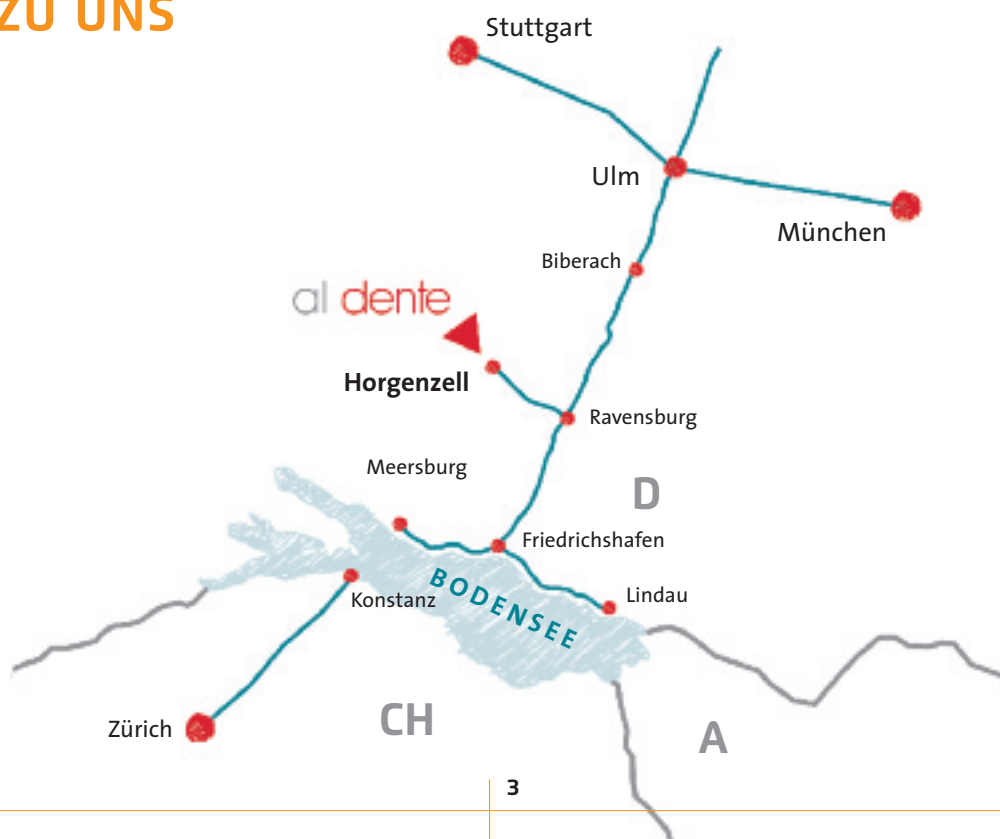 ZU UNS
Stuttgart
Ulm
München
Biberach
al dente
Horgenzell
Ravensburg
Meersburg
D
Friedrichshafen
BODENSEE
Lindau
Konstanz
CH
Zürich
A
3